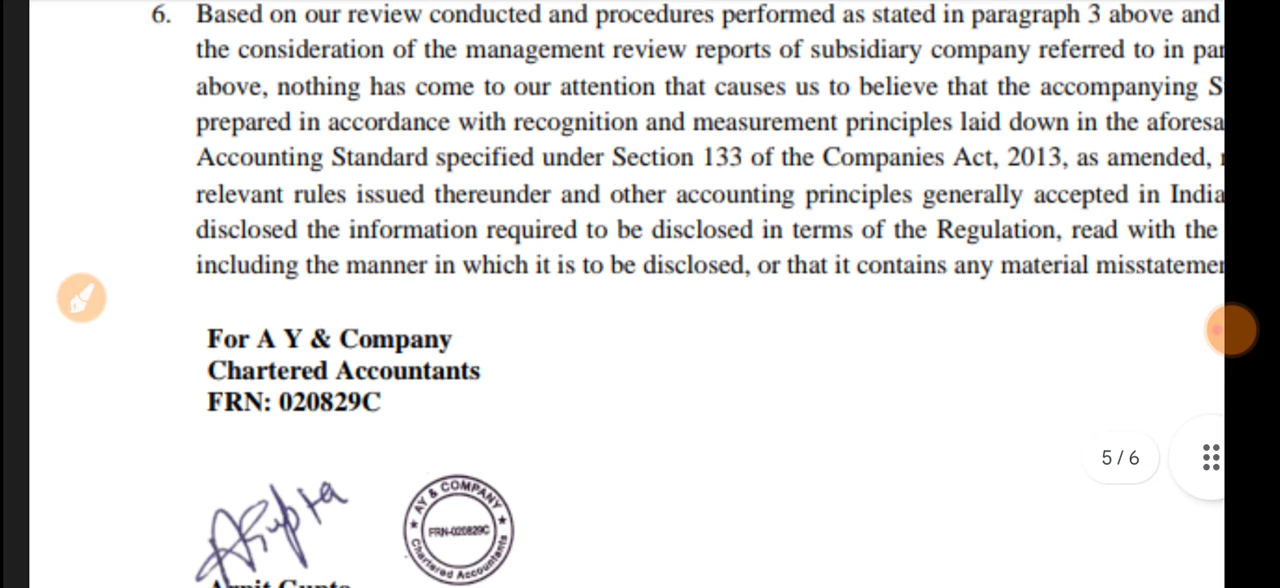 6. Based on our review conducted and procedures performed as stated in paragraph 3 above and
the consideration of the management review reports of subsidiary company referred to in par
above, nothing has come to our attention that causes us to believe that the accompanying S
prepared in accordance with recognition and measurement principles laid down in the aforesa
Accounting Standard specified under Section 133 of the Companies Act, 2013, as amended,
relevant rules issued thereunder and other accounting principles generally accepted in India
disclosed the information required to be disclosed in terms of the Regulation, read with the
including the manner in which it is to be disclosed, or that it contains any material misstatemen
For A Y & Company
Chartered Accountants
FRN: 020829C
5 / 6
AGupta
★ AY & COMPANY ★
FRN-020829C
Chartered Accountants